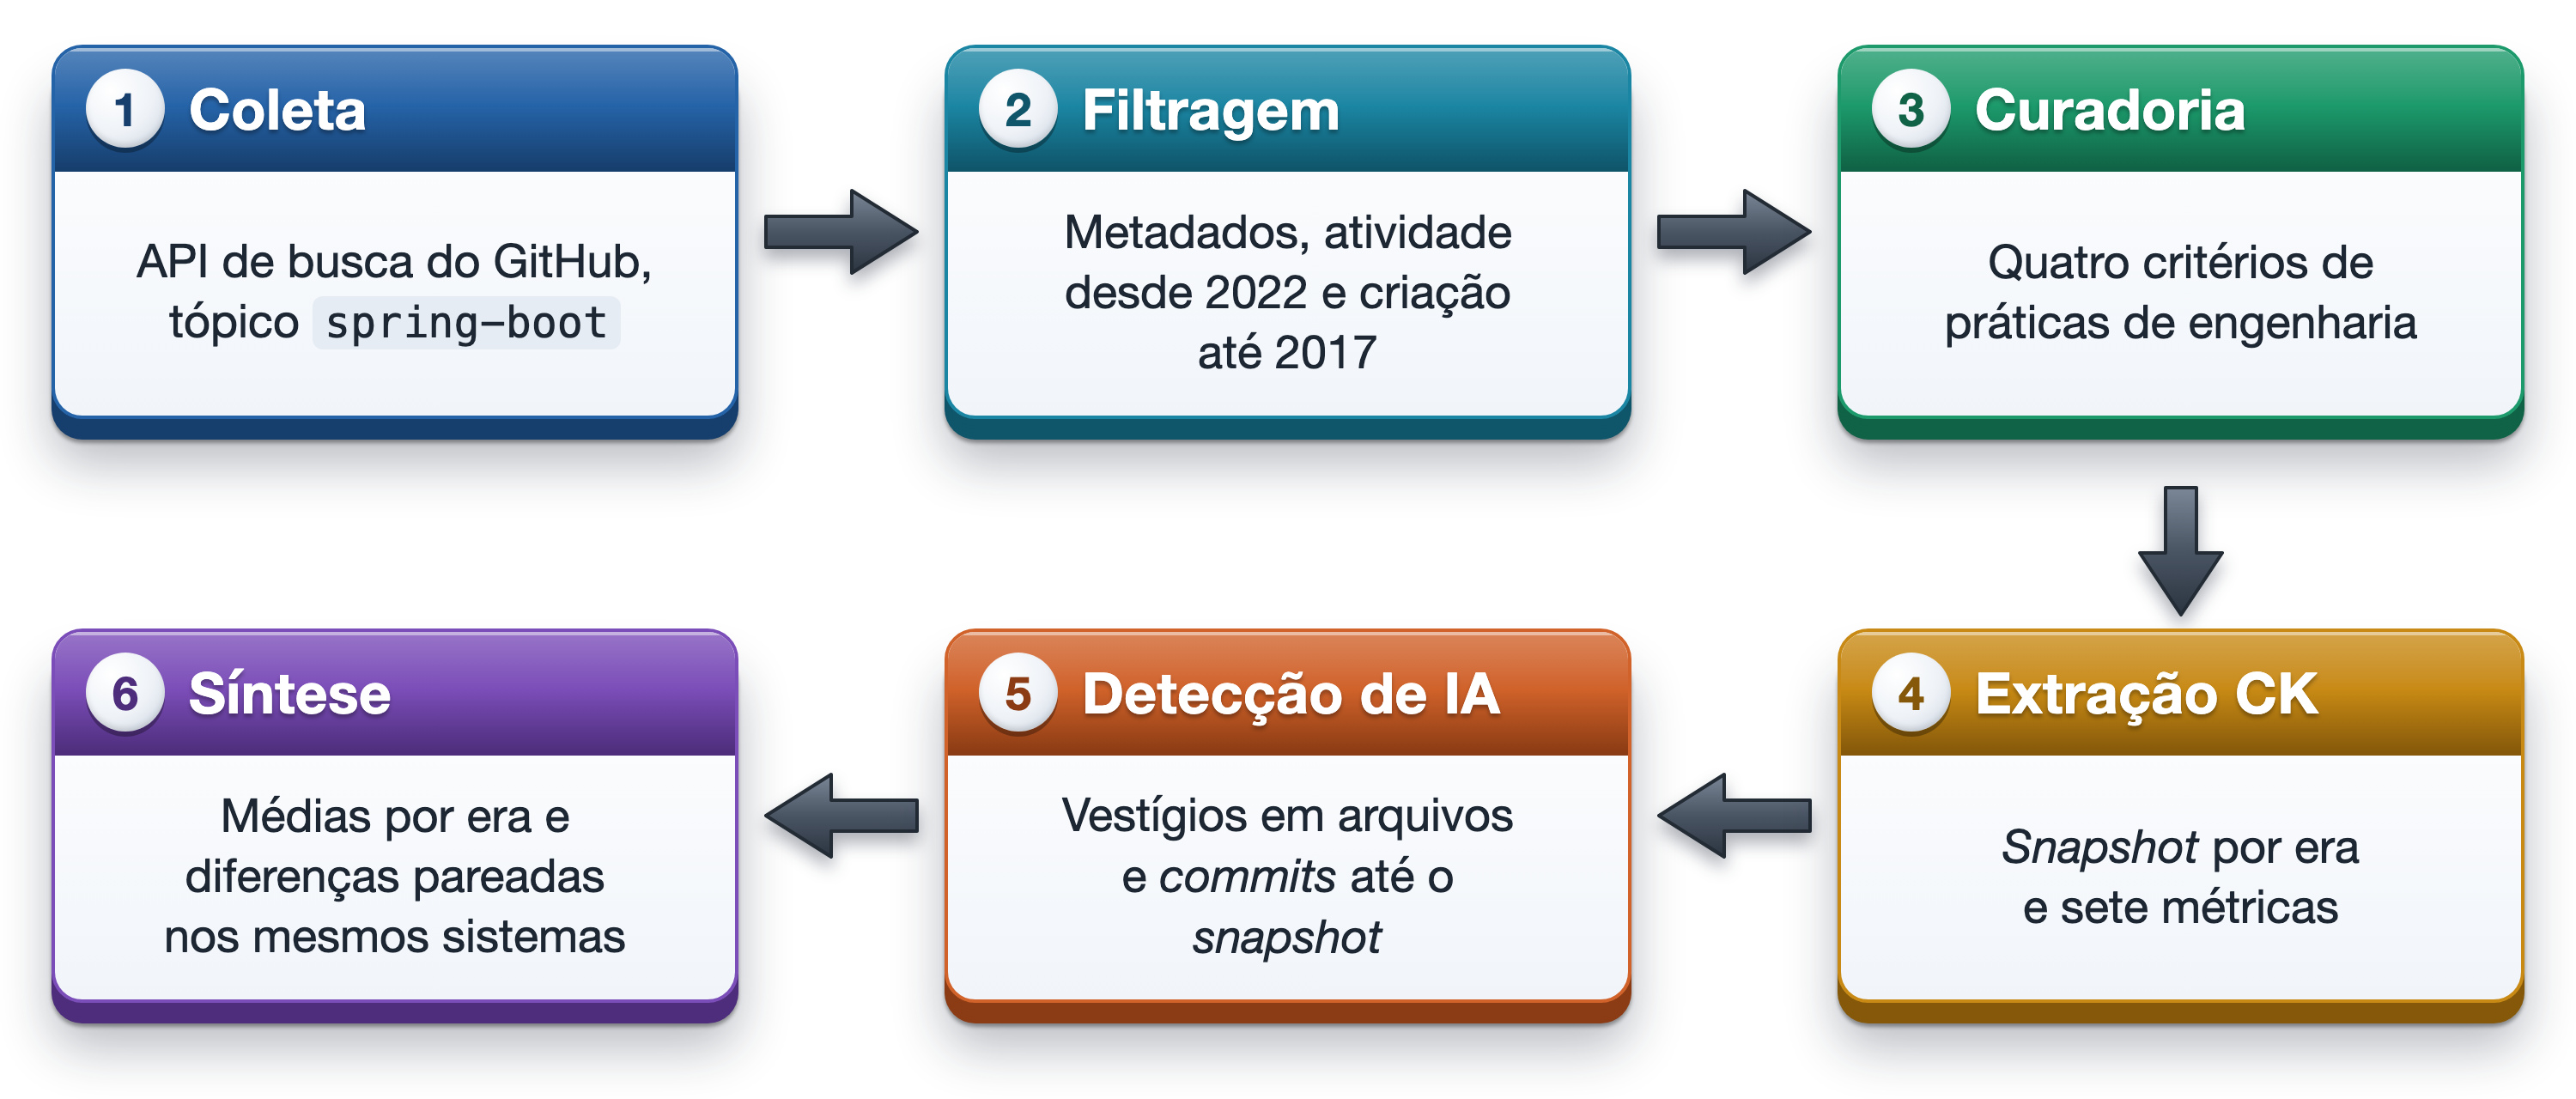 1 Coleta
API de busca do GitHub,
tópico spring-boot
2 Filtragem
Metadados, atividade
desde 2022 e criação
até 2017
3 Curadoria
Quatro critérios de
práticas de engenharia
4 Extração CK
Snapshot por era
e sete métricas
5 Detecção de IA
Vestígios em arquivos
e commits até o
snapshot
6 Síntese
Médias por era e
diferenças pareadas
nos mesmos sistemas